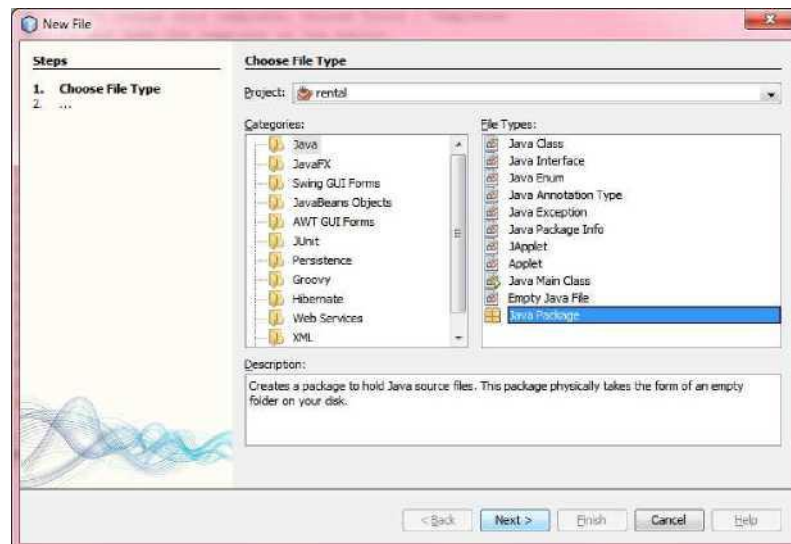 New File
Steps
1. Choose File Type
2. ...
Choose File Type
Project: rental
Categories:
Java
JavaFX
Swing GUI Forms
JavaBeans Objects
AWT GUI Forms
JUnit
Persistence
Groovy
Hibernate
Web Services
XML
File Types:
Java Class
Java Interface
Java Enum
Java Annotation Type
Java Exception
Java Package Info
JApplet
Applet
Java Main Class
Empty Java File
Java Package
Description:
Creates a package to hold Java source files. This package physically takes the form of an empty
folder on your disk.
< Back Next > Finish Cancel Help